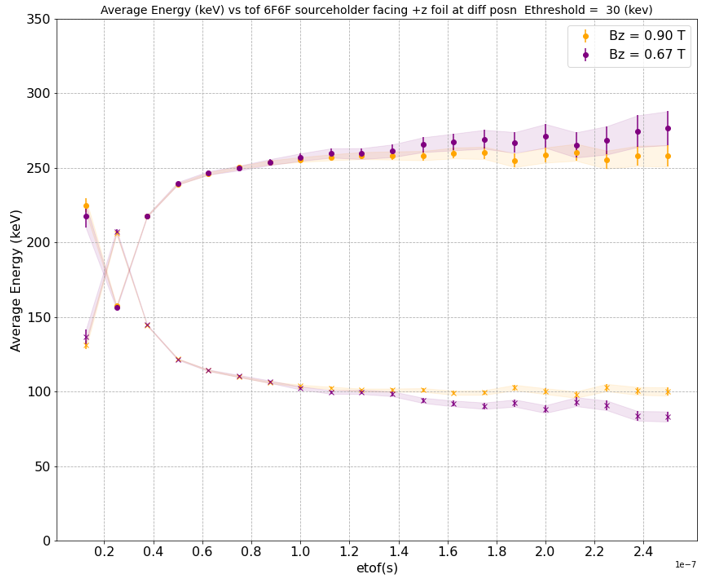 Average Energy (keV) vs tof 6F6F sourceholder facing +z foil at diff posn  Ethreshold =  30 (kev)
350
Bz = 0.90 T
Bz = 0.67 T
300
250
200
150
100
50
0
Average Energy (keV)
0.2 0.4 0.6 0.8 1.0 1.2 1.4 1.6 1.8 2.0 2.2 2.4
1e-7
etof(s)